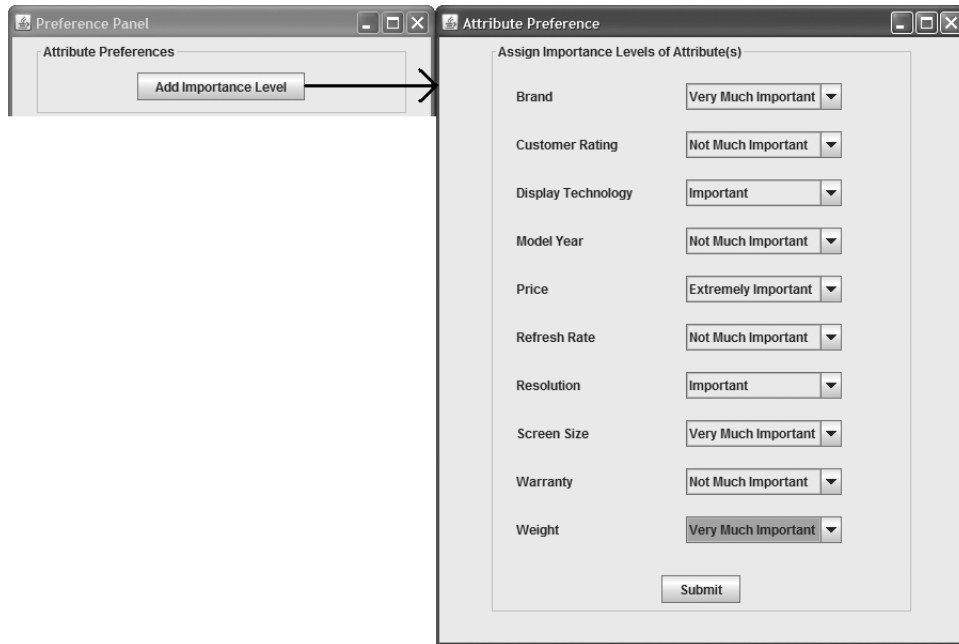 Preference Panel
Attribute Preferences
Add Importance Level
Attribute Preference
Assign Importance Levels of Attribute(s)
Brand Very Much Important
Customer Rating Not Much Important
Display Technology Important
Model Year Not Much Important
Price Extremely Important
Refresh Rate Not Much Important
Resolution Important
Screen Size Very Much Important
Warranty Not Much Important
Weight Very Much Important
Submit